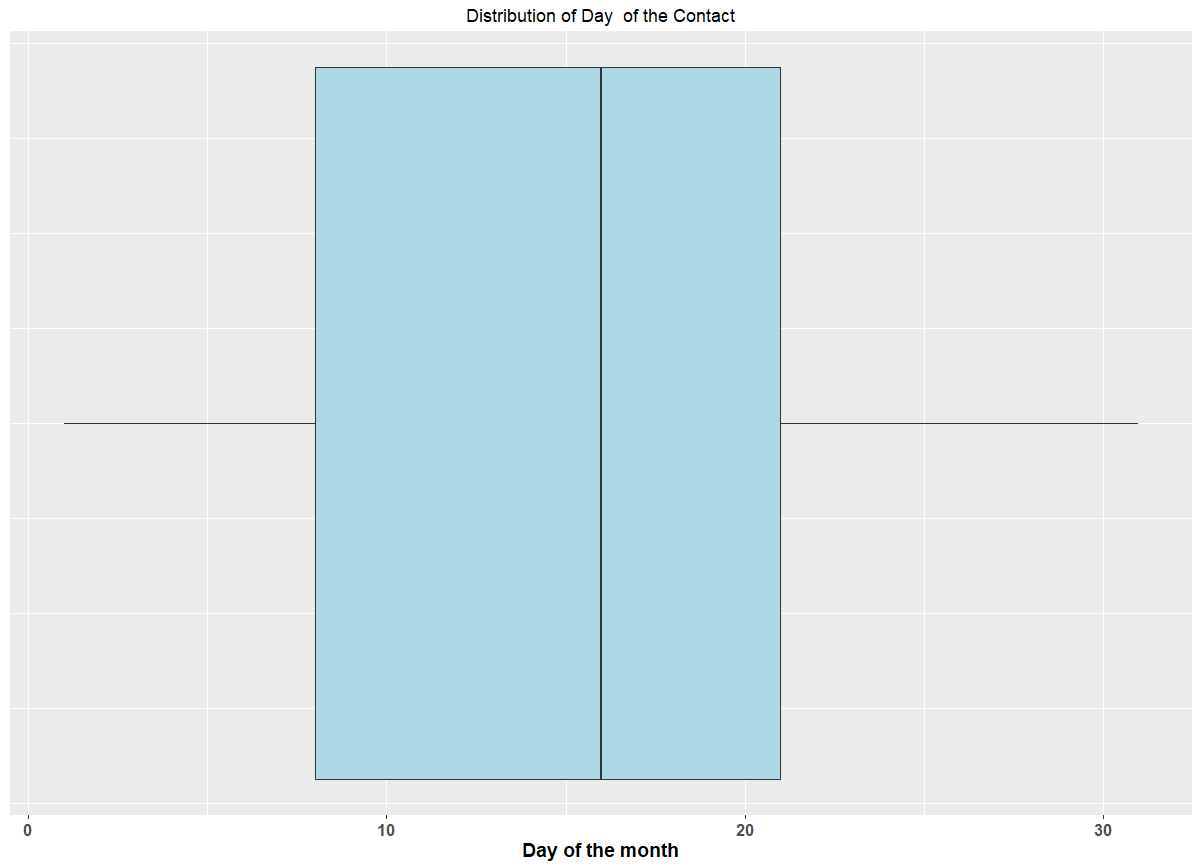 Distribution of Day  of the Contact
0 10 20 30
Day of the month